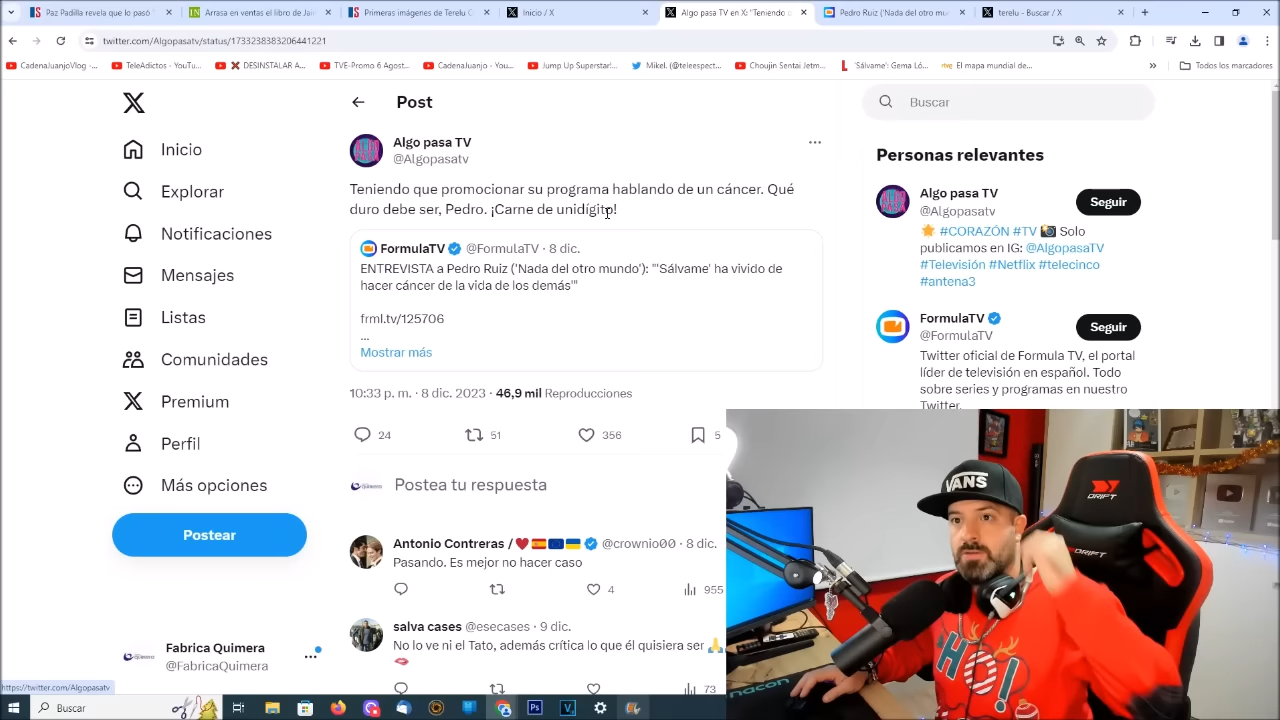 Paz Padilla revela que lo pasó
Arrasa en ventas el libro de Jaim
Primeras imágenes de Terelu C
Inicio / X
Algo pasa TV en X: "Teniendo q
Pedro Ruiz ('Nada del otro mun
terelu - Buscar / X
twitter.com/Algopasatv/status/1733238383206441221
CadenaJuanjoVlog -...
TeleAdictos - YouTu...
DESINSTALAR A...
TVE-Promo 6 Agost...
CadenaJuanjo - You...
Jump Up Superstar!...
Mikel. (@teleespect...
Choujin Sentai Jetm...
'Sálvame': Gema Ló...
rtve El mapa mundial de...
»
Todos los marcadores
Inicio
Explorar
Notificaciones
Mensajes
Listas
Comunidades
Premium
Perfil
Más opciones
Postear
Fabrica Quimera
@FabricaQuimera
https://twitter.com/Algopasatv
Post
Algo pasa TV
@Algopasatv
Teniendo que promocionar su programa hablando de un cáncer. Qué
duro debe ser, Pedro. ¡Carne de unidígito!
FormulaTV @FormulaTV · 8 dic.
ENTREVISTA a Pedro Ruiz ('Nada del otro mundo'): "'Sálvame' ha vivido de
hacer cáncer de la vida de los demás'"
frml.tv/125706
...
Mostrar más
10:33 p. m. · 8 dic. 2023 · 46,9 mil Reproducciones
24 51 356 5
Postea tu respuesta
Antonio Contreras / @crownio00 · 8 dic.
Pasando. Es mejor no hacer caso
4 955
salva cases @esecases · 9 dic.
No lo ve ni el Tato, además crítica lo que él quisiera ser
73
Buscar
Personas relevantes
Algo pasa TV
@Algopasatv
Seguir
#CORAZÓN #TV Solo
publicamos en IG: @AlgopasaTV
#Televisión #Netflix #telecinco
#antena3
FormulaTV
@FormulaTV
Seguir
Twitter oficial de Formula TV, el portal
líder de televisión en español. Todo
sobre series y programas en nuestro
Twitter.
VANS
DRIFT
DRIFT
HO!
nacon
Buscar